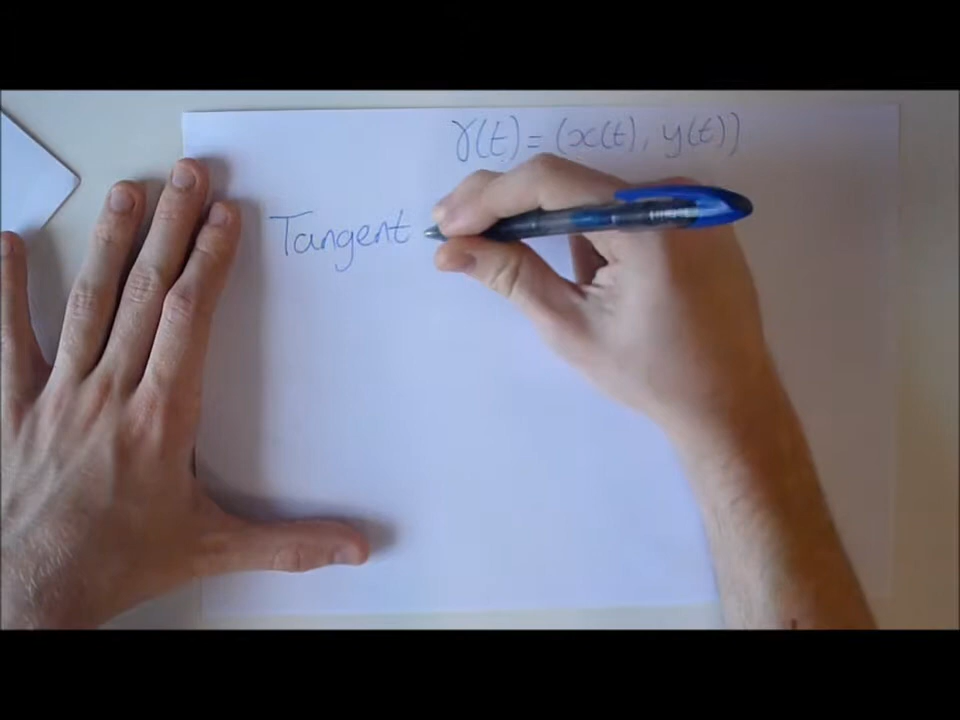 γ(t) = (x(t), y(t))
Tangent